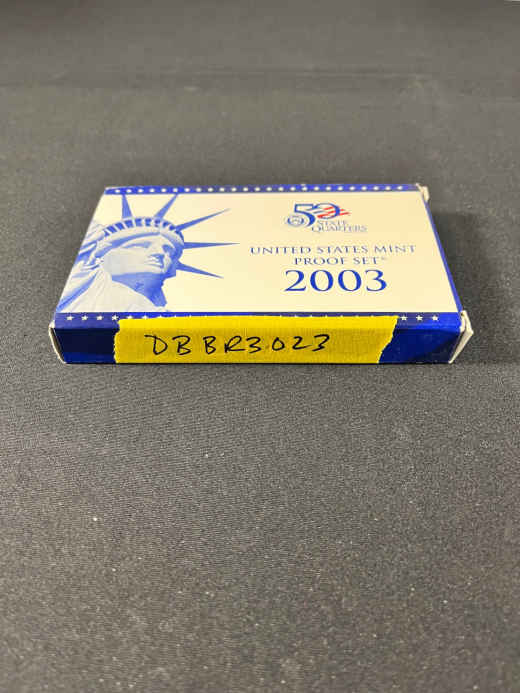 50
STATE
QUARTERS
UNITED STATES MINT
PROOF SET®
2003
DBBR3023